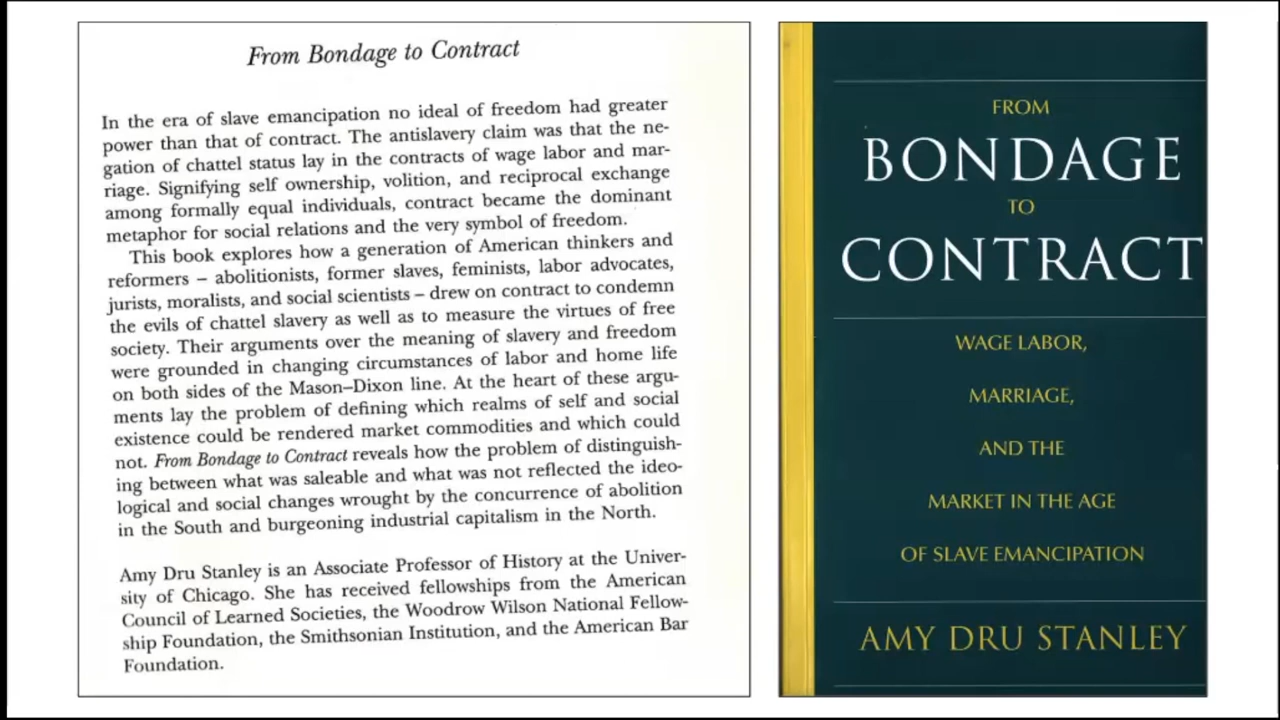 From Bondage to Contract
In the era of slave emancipation no ideal of freedom had greater
power than that of contract. The antislavery claim was that the ne-
gation of chattel status lay in the contracts of wage labor and mar-
riage. Signifying self ownership, volition, and reciprocal exchange
among formally equal individuals, contract became the dominant
metaphor for social relations and the very symbol of freedom.
This book explores how a generation of American thinkers and
reformers – abolitionists, former slaves, feminists, labor advocates,
jurists, moralists, and social scientists – drew on contract to condemn
the evils of chattel slavery as well as to measure the virtues of free
society. Their arguments over the meaning of slavery and freedom
were grounded in changing circumstances of labor and home life
on both sides of the Mason–Dixon line. At the heart of these argu-
ments lay the problem of defining which realms of self and social
existence could be rendered market commodities and which could
not. From Bondage to Contract reveals how the problem of distinguish-
ing between what was saleable and what was not reflected the ideo-
logical and social changes wrought by the concurrence of abolition
in the South and burgeoning industrial capitalism in the North.
Amy Dru Stanley is an Associate Professor of History at the Univer-
sity of Chicago. She has received fellowships from the American
Council of Learned Societies, the Woodrow Wilson National Fellow-
ship Foundation, the Smithsonian Institution, and the American Bar
Foundation.
FROM
BONDAGE
TO
CONTRACT
WAGE LABOR,
MARRIAGE,
AND THE
MARKET IN THE AGE
OF SLAVE EMANCIPATION
AMY DRU STANLEY